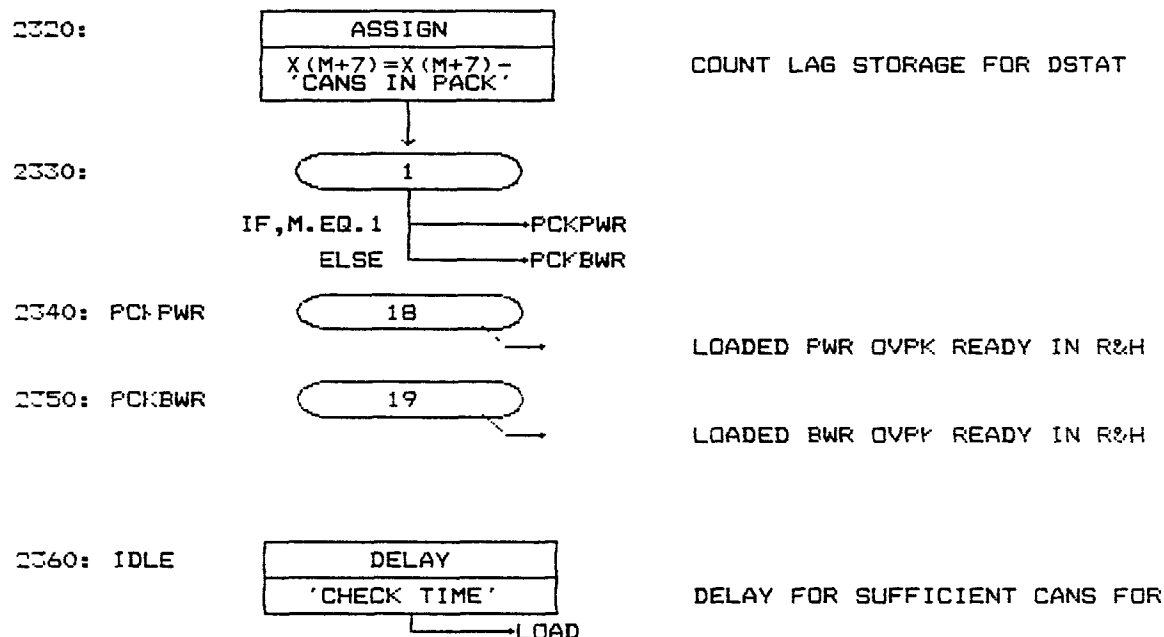 2320: ASSIGN
X(M+7)=X(M+7)- COUNT LAG STORAGE FOR DSTAT
'CANS IN PACK'
2330: 1
IF,M.EQ.1 PCKPWR
ELSE PCKBWR
2340: PCKPWR 18
LOADED PWR OVPK READY IN R&H
2350: PCKBWR 19
LOADED BWR OVPK READY IN R&H
2360: IDLE DELAY
'CHECK TIME' DELAY FOR SUFFICIENT CANS FOR
LOAD